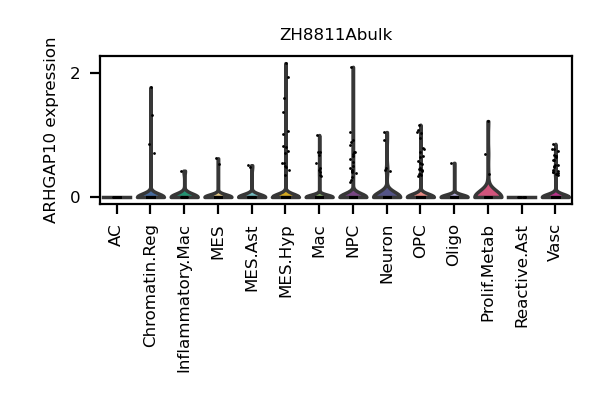 ZH8811Abulk
ARHGAP10 expression
2
0
AC
Chromatin.Reg
Inflammatory.Mac
MES
MES.Ast
MES.Hyp
Mac
NPC
Neuron
OPC
Oligo
Prolif.Metab
Reactive.Ast
Vasc